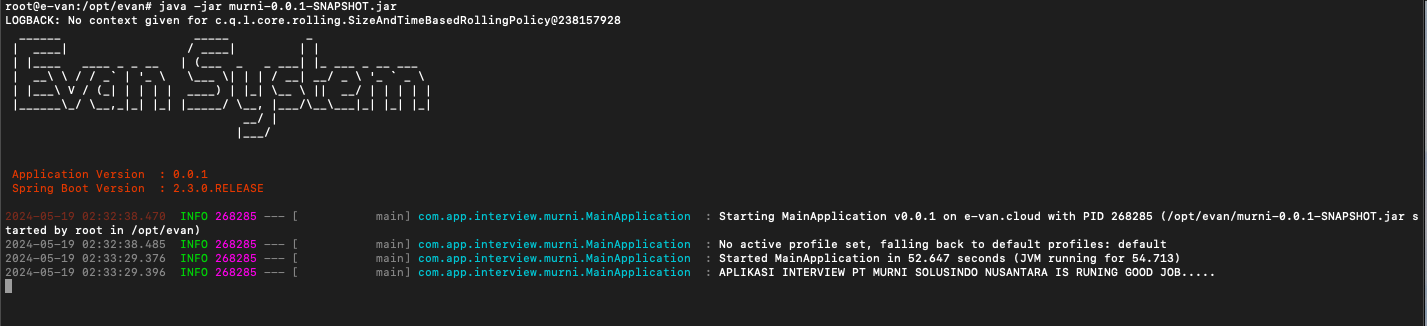 root@e-van:/opt/evan# java -jar murni-0.0.1-SNAPSHOT.jar
LOGBACK: No context given for c.q.l.core.rolling.SizeAndTimeBasedRollingPolicy@238157928
Evan System
Application Version : 0.0.1
Spring Boot Version : 2.3.0.RELEASE
2024-05-19 02:32:38.470 INFO 268285 --- [ main] com.app.interview.murni.MainApplication : Starting MainApplication v0.0.1 on e-van.cloud with PID 268285 (/opt/evan/murni-0.0.1-SNAPSHOT.jar s
tarted by root in /opt/evan)
2024-05-19 02:32:38.485 INFO 268285 --- [ main] com.app.interview.murni.MainApplication : No active profile set, falling back to default profiles: default
2024-05-19 02:33:29.376 INFO 268285 --- [ main] com.app.interview.murni.MainApplication : Started MainApplication in 52.647 seconds (JVM running for 54.713)
2024-05-19 02:33:29.396 INFO 268285 --- [ main] com.app.interview.murni.MainApplication : APLIKASI INTERVIEW PT MURNI SOLUSINDO NUSANTARA IS RUNING GOOD JOB.....